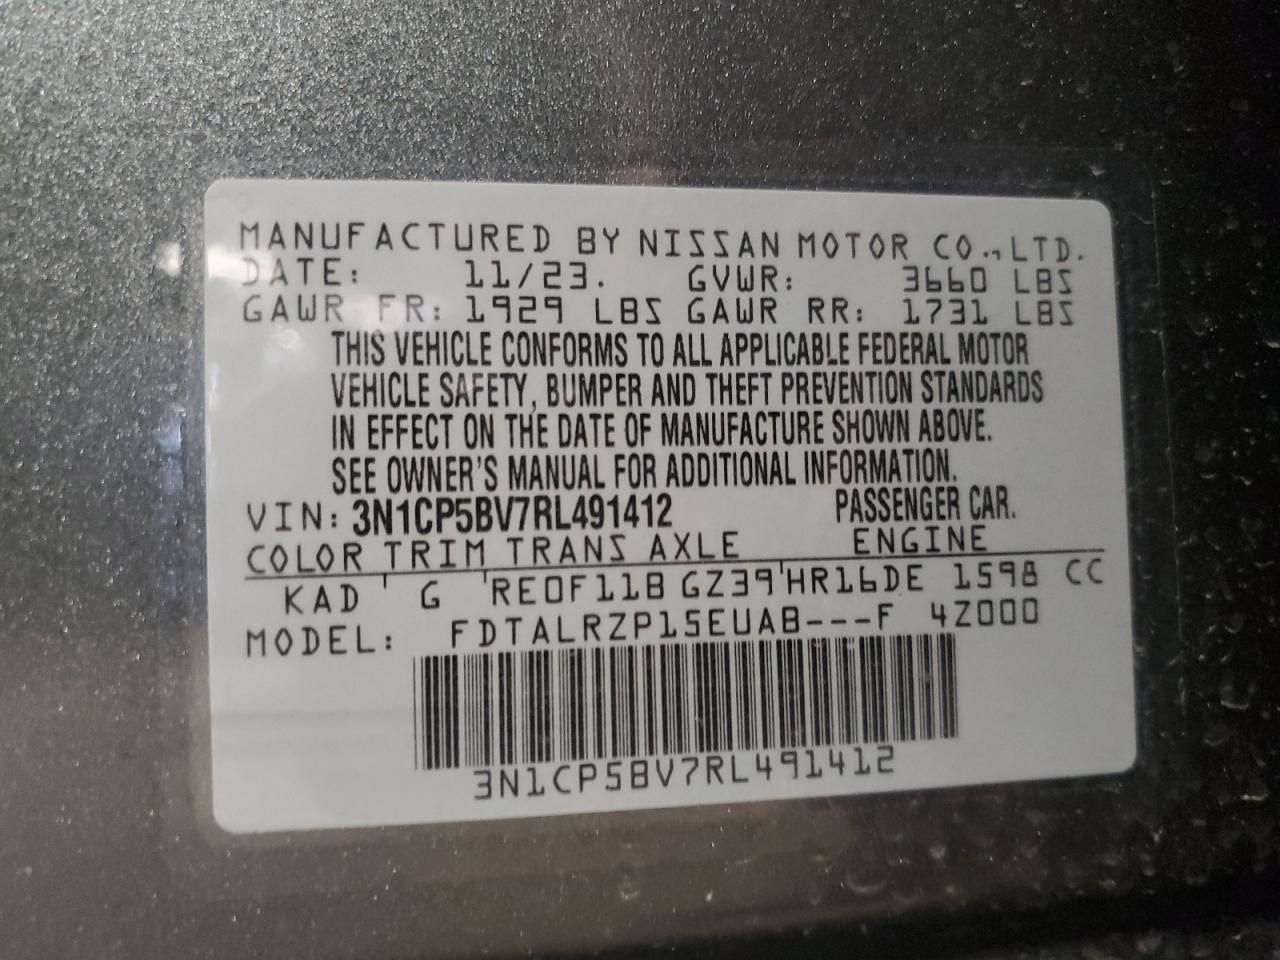 MANUFACTURED BY NISSAN MOTOR CO.,LTD.
DATE: 11/23. GVWR: 3660 LBS
GAWR FR: 1929 LBS GAWR RR: 1731 LBS
THIS VEHICLE CONFORMS TO ALL APPLICABLE FEDERAL MOTOR
VEHICLE SAFETY, BUMPER AND THEFT PREVENTION STANDARDS
IN EFFECT ON THE DATE OF MANUFACTURE SHOWN ABOVE.
SEE OWNER'S MANUAL FOR ADDITIONAL INFORMATION.
VIN: 3N1CP5BV7RL491412 PASSENGER CAR.
COLOR TRIM TRANS AXLE ENGINE
KAD ' G 'RE0F11B GZ39'HR16DE 1598 CC
MODEL: FDTALRZP15EUAB---F 4Z000
3N1CP5BV7RL491412